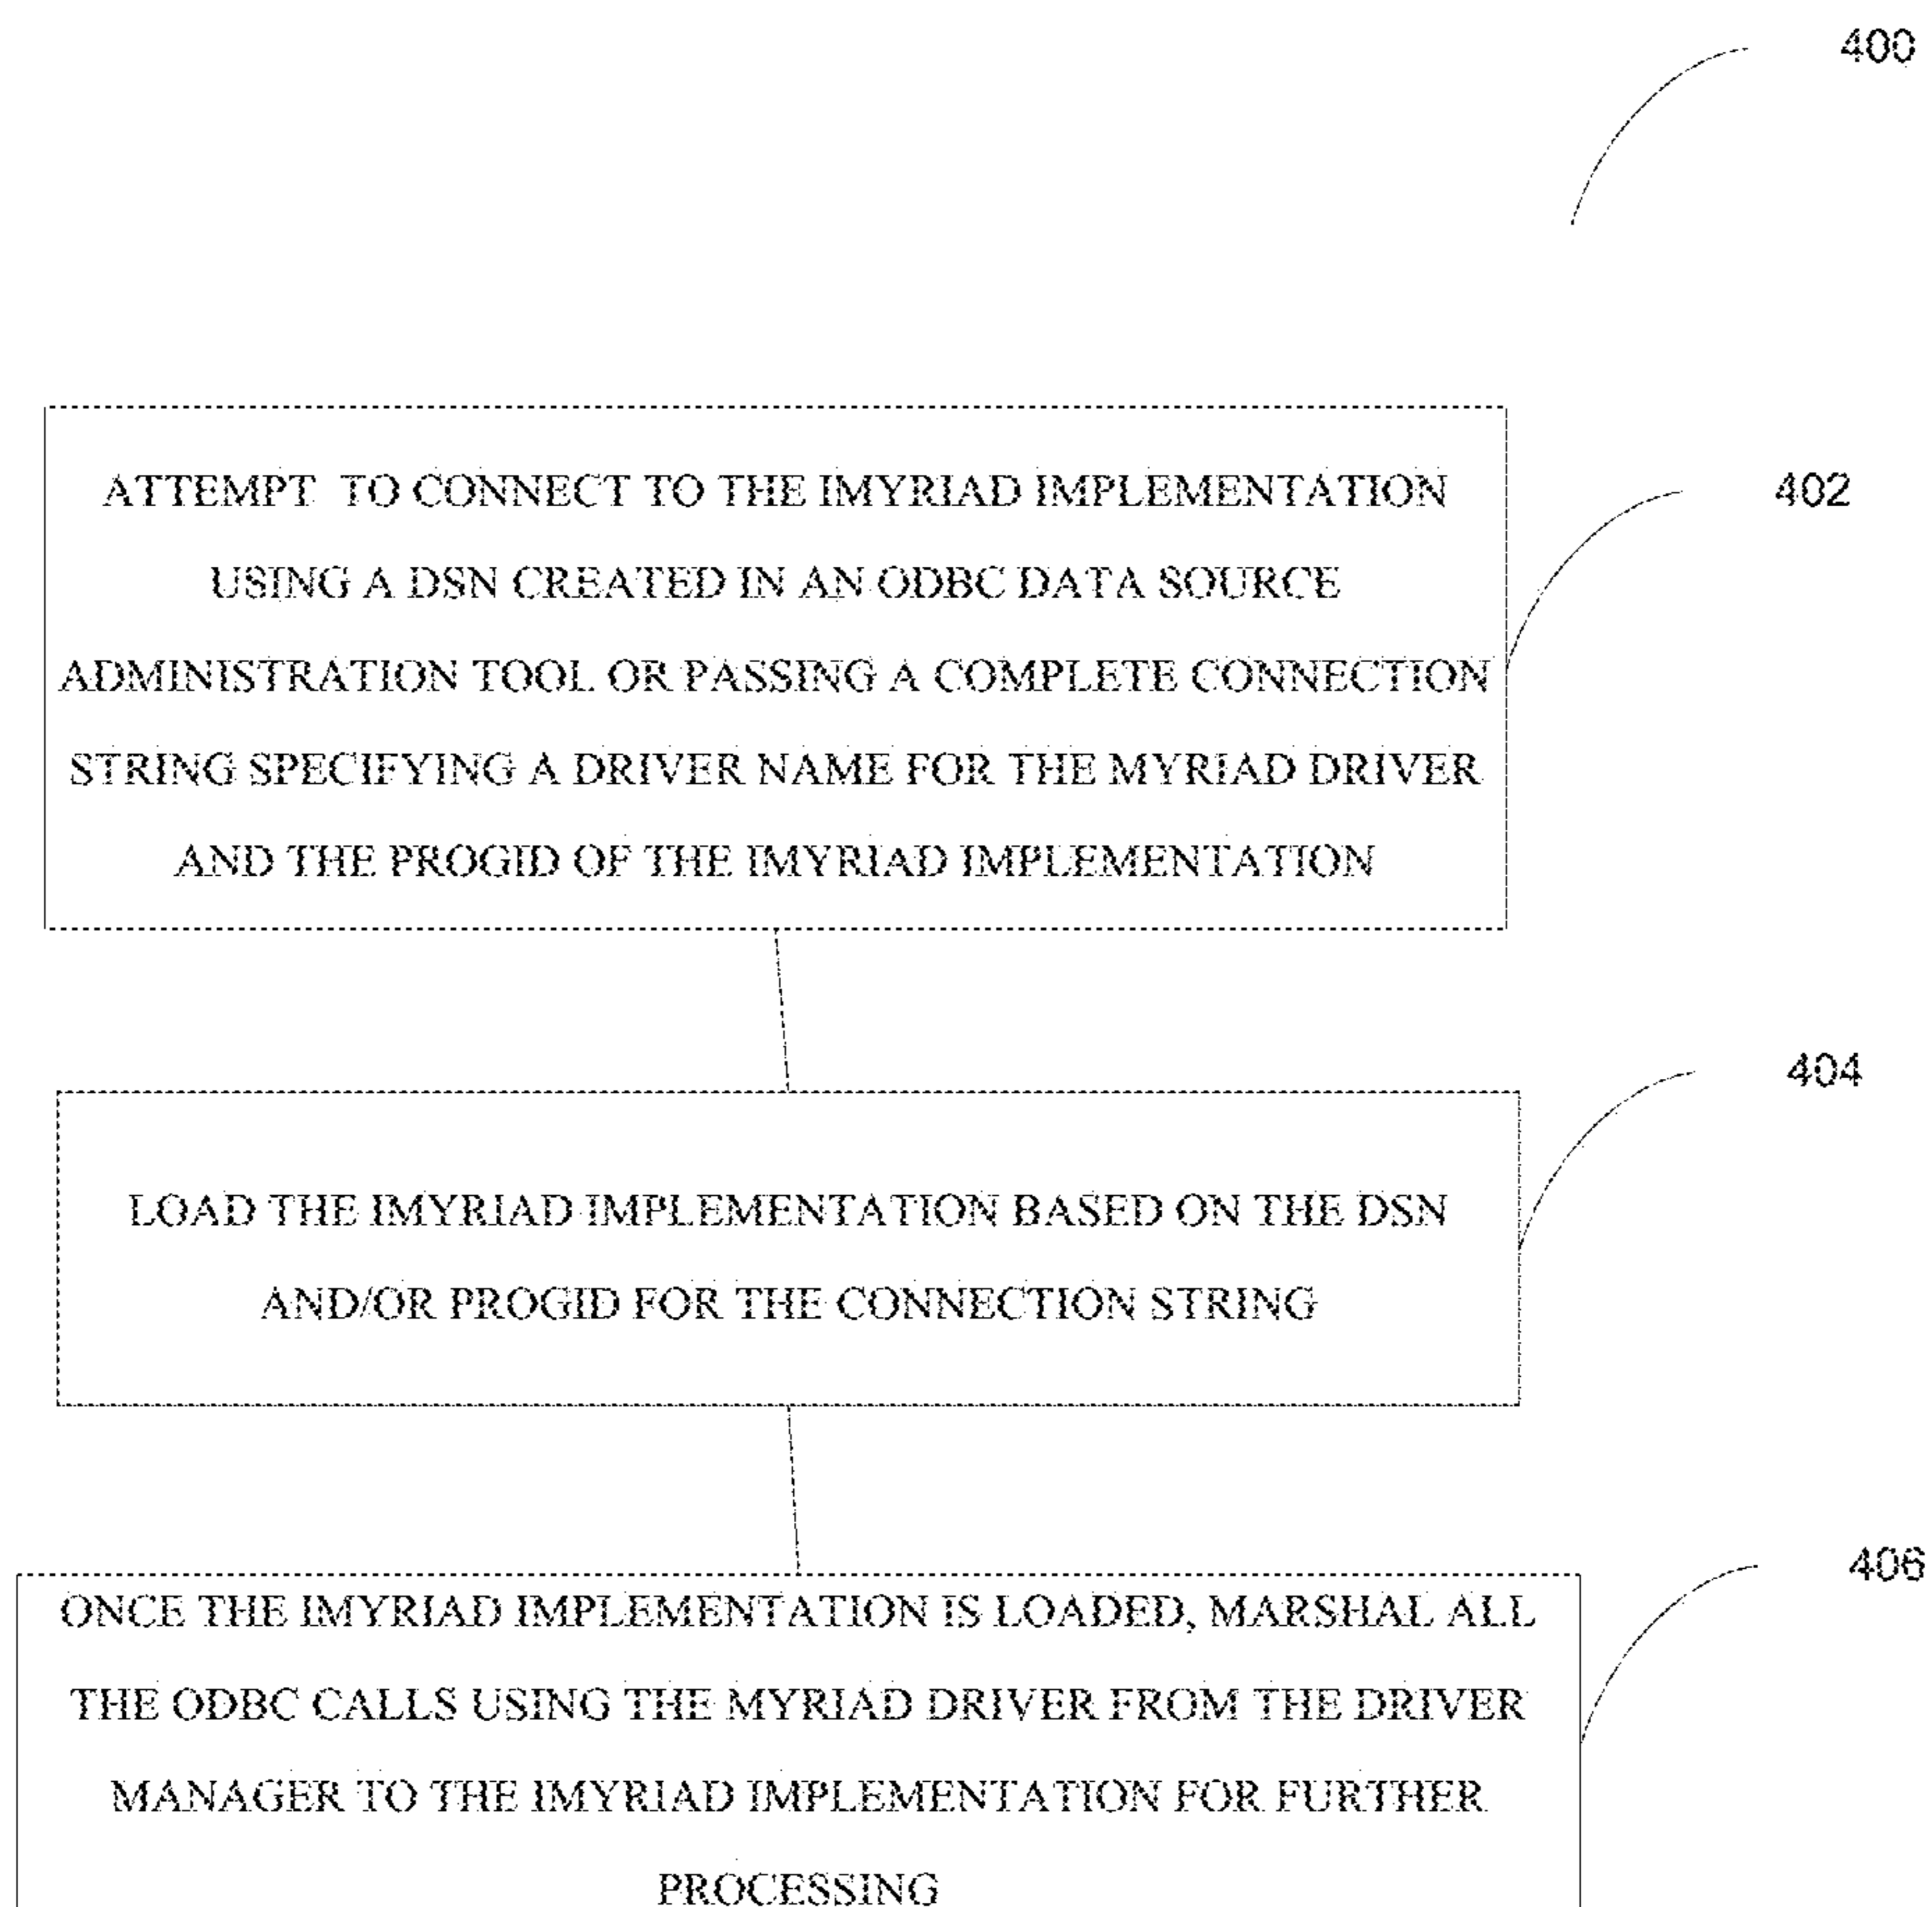 400
ATTEMPT TO CONNECT TO THE IMYRIAD IMPLEMENTATION
402
USING A DSN CREATED IN AN ODBC DATA SOURCE
ADMINISTRATION TOOL OR PASSING A COMPLETE CONNECTION
STRING SPECIFYING A DRIVER NAME FOR THE MYRIAD DRIVER
AND THE PROGID OF THE IMYRIAD IMPLEMENTATION
404
LOAD THE IMYRIAD IMPLEMENTATION BASED ON THE DSN
AND/OR PROGID FOR THE CONNECTION STRING
406
ONCE THE IMYRIAD IMPLEMENTATION IS LOADED, MARSHAL ALL
THE ODBC CALLS USING THE MYRIAD DRIVER FROM THE DRIVER
MANAGER TO THE IMYRIAD IMPLEMENTATION FOR FURTHER
PROCESSING